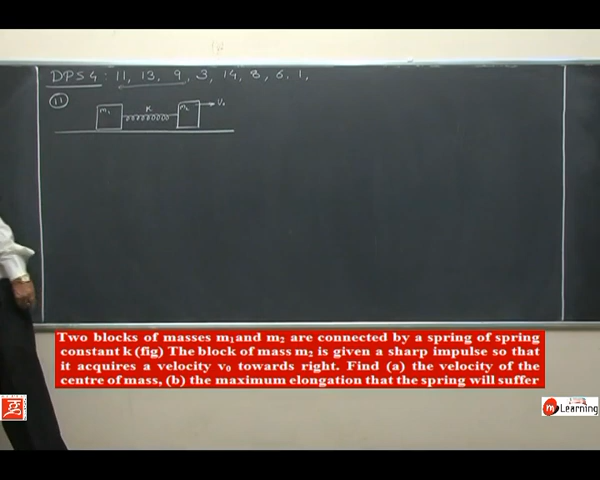 DPS 4 : 11, 13, 9, 3, 14, 8, 6, 1,
11
m₁ K m₂ V₀
Two blocks of masses m₁and m₂ are connected by a spring of spring
constant k (fig) The block of mass m₂ is given a sharp impulse so that
it acquires a velocity v₀ towards right. Find (a) the velocity of the
centre of mass, (b) the maximum elongation that the spring will suffer
Learning